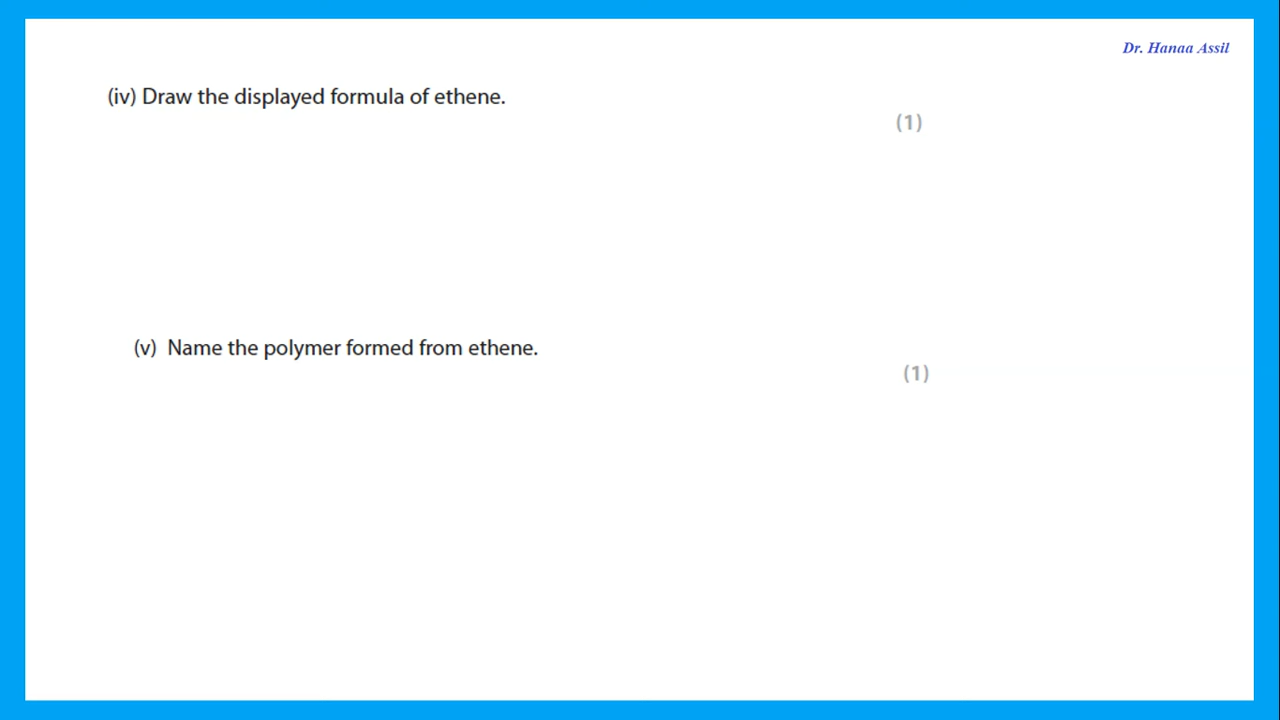 Dr. Hanaa Assil
(iv) Draw the displayed formula of ethene.
(1)
(v) Name the polymer formed from ethene.
(1)